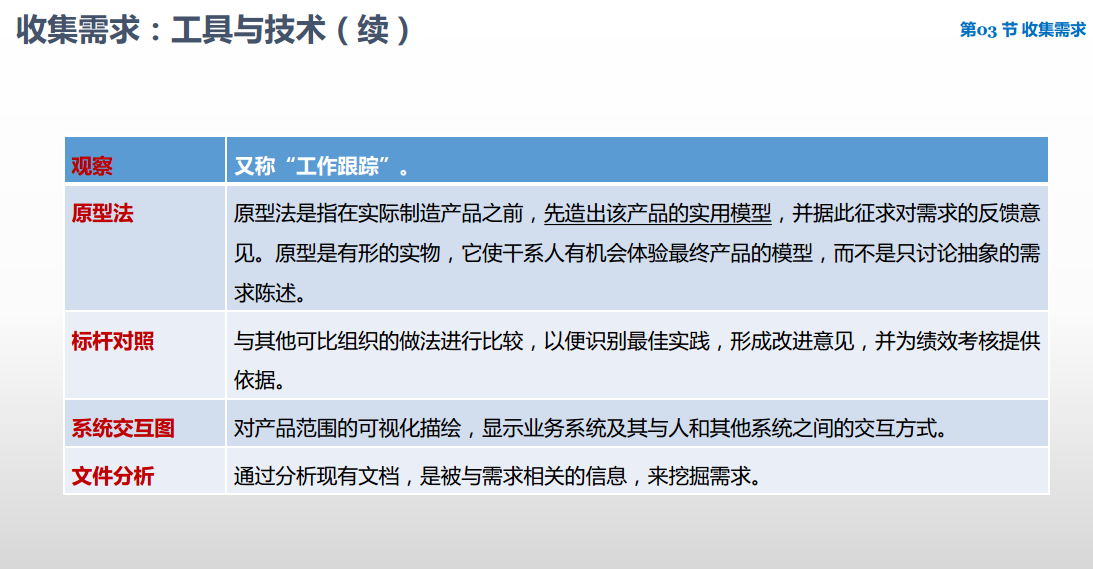 收集需求：工具与技术（续）
第03 节 收集需求
观察
又称“工作跟踪”。
原型法
原型法是指在实际制造产品之前，先造出该产品的实用模型，并据此征求对需求的反馈意
见。原型是有形的实物，它使干系人有机会体验最终产品的模型，而不是只讨论抽象的需
求陈述。
标杆对照
与其他可比组织的做法进行比较，以便识别最佳实践，形成改进意见，并为绩效考核提供
依据。
系统交互图
对产品范围的可视化描绘，显示业务系统及其与人和其他系统之间的交互方式。
文件分析
通过分析现有文档，是被与需求相关的信息，来挖掘需求。